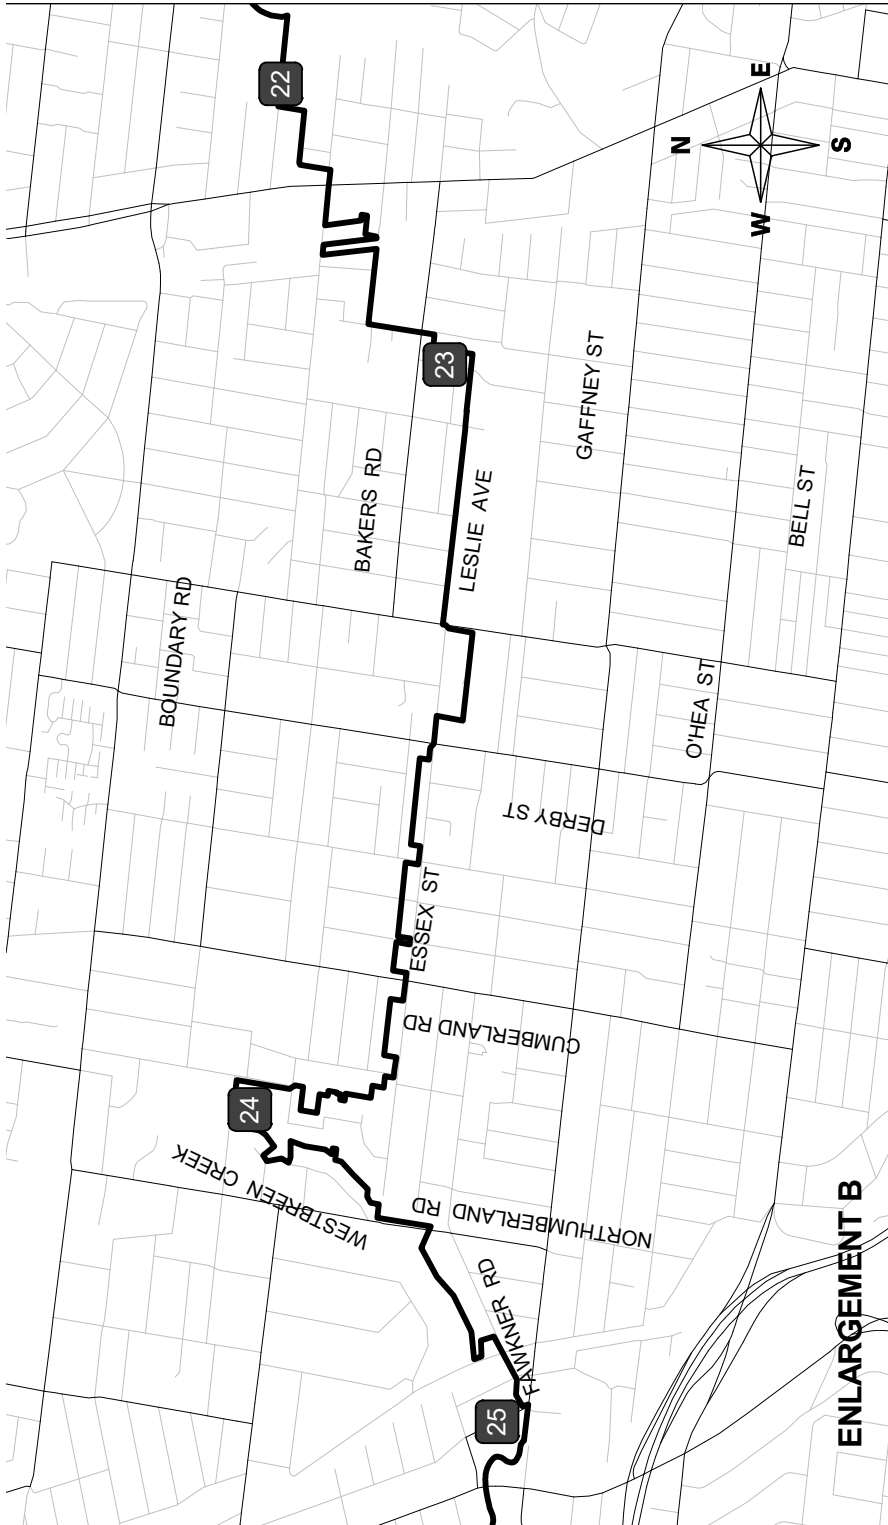 22
E
N
S
W
23
GAFFNEY ST
BAKERS RD
LESLIE AVE
BELL ST
BOUNDARY RD
O'HEA ST
DERBY ST
ESSEX ST
CUMBERLAND RD
24
WESTBREEN CREEK
NORTHUMBERLAND RD
FAWKNER RD
25
ENLARGEMENT B